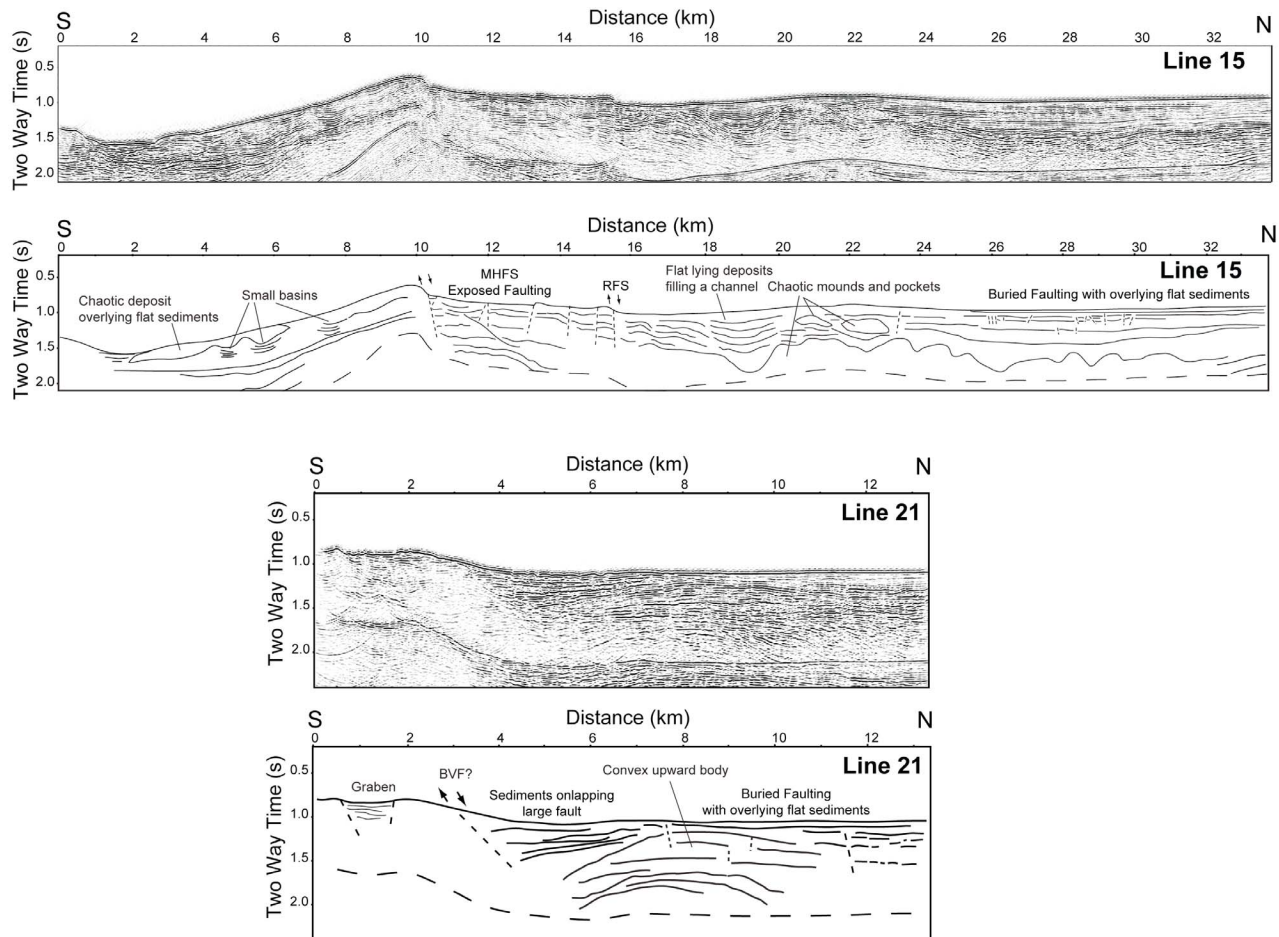 S Distance (km) N
0 2 4 6 8 10 12 14 16 18 20 22 24 26 28 30 32
Line 15
Two Way Time (s)
0.5
1.0
1.5
2.0
S Distance (km) N
0 2 4 6 8 10 12 14 16 18 20 22 24 26 28 30 32
Line 15
Two Way Time (s)
0.5
1.0
1.5
2.0
Chaotic deposit
overlying flat sediments
Small basins
MHFS
Exposed Faulting
RFS
Flat lying deposits
filling a channel
Chaotic mounds and pockets
Buried Faulting with overlying flat sediments
S Distance (km) N
0 2 4 6 8 10 12
Line 21
Two Way Time (s)
0.5
1.0
1.5
2.0
S Distance (km) N
0 2 4 6 8 10 12
Line 21
Two Way Time (s)
0.5
1.0
1.5
2.0
Graben
BVF?
Sediments onlapping
large fault
Convex upward body
Buried Faulting
with overlying flat sediments